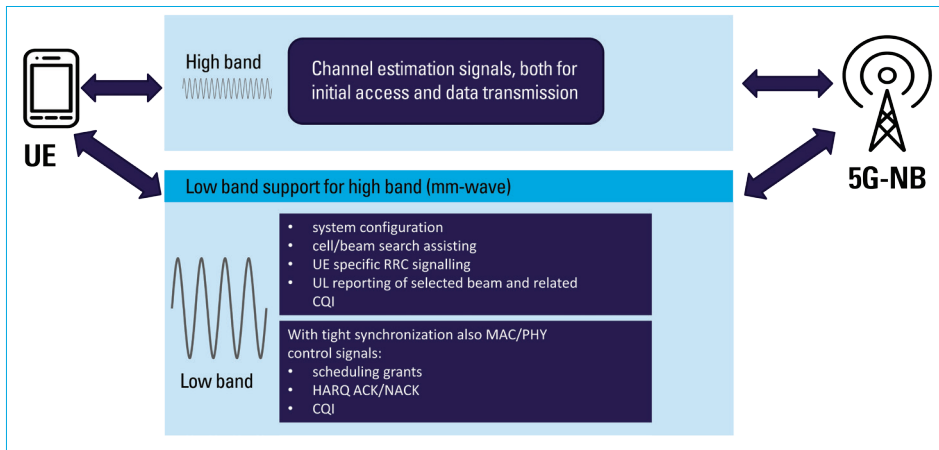 High band
Channel estimation signals, both for
initial access and data transmission
UE
5G-NB
Low band support for high band (mm-wave)
• system configuration
• cell/beam search assisting
• UE specific RRC signalling
• UL reporting of selected beam and related
CQI
With tight synchronization also MAC/PHY
control signals:
• scheduling grants
• HARQ ACK/NACK
• CQI
Low band